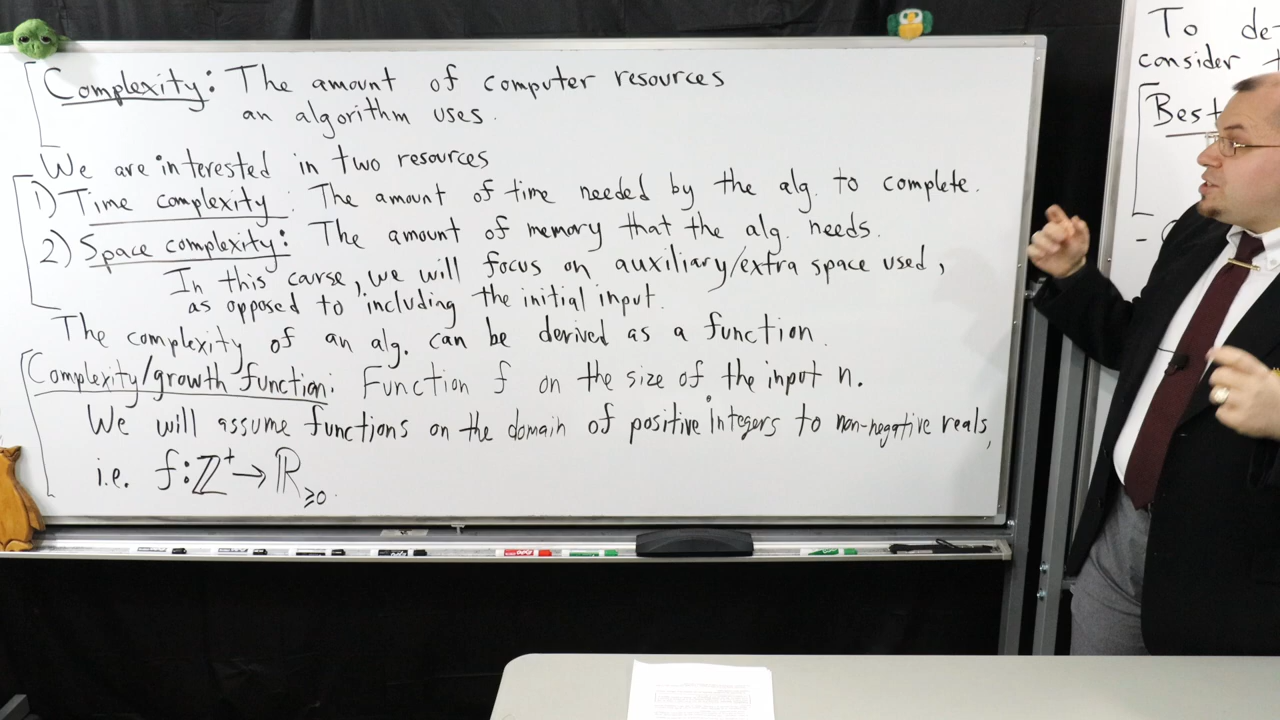 Complexity: The amount of computer resources
an algorithm uses.
We are interested in two resources
1) Time complexity: The amount of time needed by the alg. to complete.
2) Space complexity: The amount of memory that the alg. needs.
In this carse, we will focus on auxiliary/extra space used,
as opposed to including the initial input.
The complexity of an alg. can be derived as a function.
Complexity/growth function: Function f on the size of the input n.
We will assume functions on the domain of positive integers to non-negative reals,
i.e. f: ℤ⁺ → ℝ≥0.
To de-
consider
Best